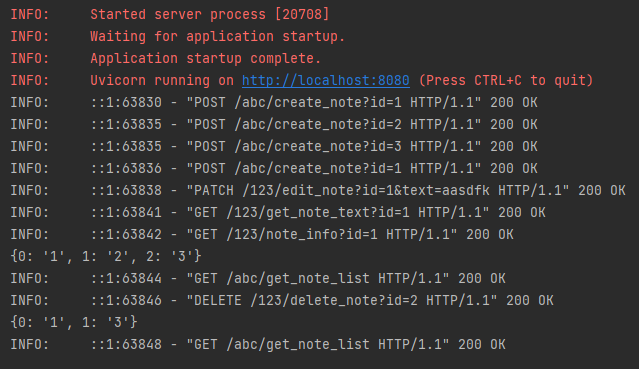 INFO:     Started server process [20708]
INFO:     Waiting for application startup.
INFO:     Application startup complete.
INFO:     Uvicorn running on http://localhost:8080 (Press CTRL+C to quit)
INFO:     ::1:63830 - "POST /abc/create_note?id=1 HTTP/1.1" 200 OK
INFO:     ::1:63835 - "POST /abc/create_note?id=2 HTTP/1.1" 200 OK
INFO:     ::1:63835 - "POST /abc/create_note?id=3 HTTP/1.1" 200 OK
INFO:     ::1:63836 - "POST /abc/create_note?id=1 HTTP/1.1" 200 OK
INFO:     ::1:63838 - "PATCH /123/edit_note?id=1&text=aasdfk HTTP/1.1" 200 OK
INFO:     ::1:63841 - "GET /123/get_note_text?id=1 HTTP/1.1" 200 OK
INFO:     ::1:63842 - "GET /123/note_info?id=1 HTTP/1.1" 200 OK
{0: '1', 1: '2', 2: '3'}
INFO:     ::1:63844 - "GET /abc/get_note_list HTTP/1.1" 200 OK
INFO:     ::1:63846 - "DELETE /123/delete_note?id=2 HTTP/1.1" 200 OK
{0: '1', 1: '3'}
INFO:     ::1:63848 - "GET /abc/get_note_list HTTP/1.1" 200 OK